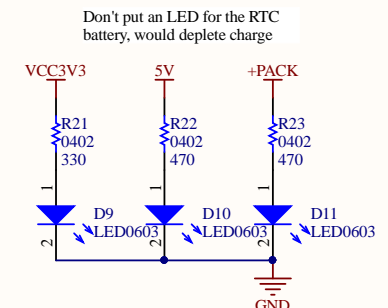 Don't put an LED for the RTC
battery, would deplete charge
VCC3V3 5V +PACK
R21 R22 R23
0402 0402 0402
330 470 470
1 1 1
D9 D10 D11
LED0603 LED0603 LED0603
2 2 2
GND